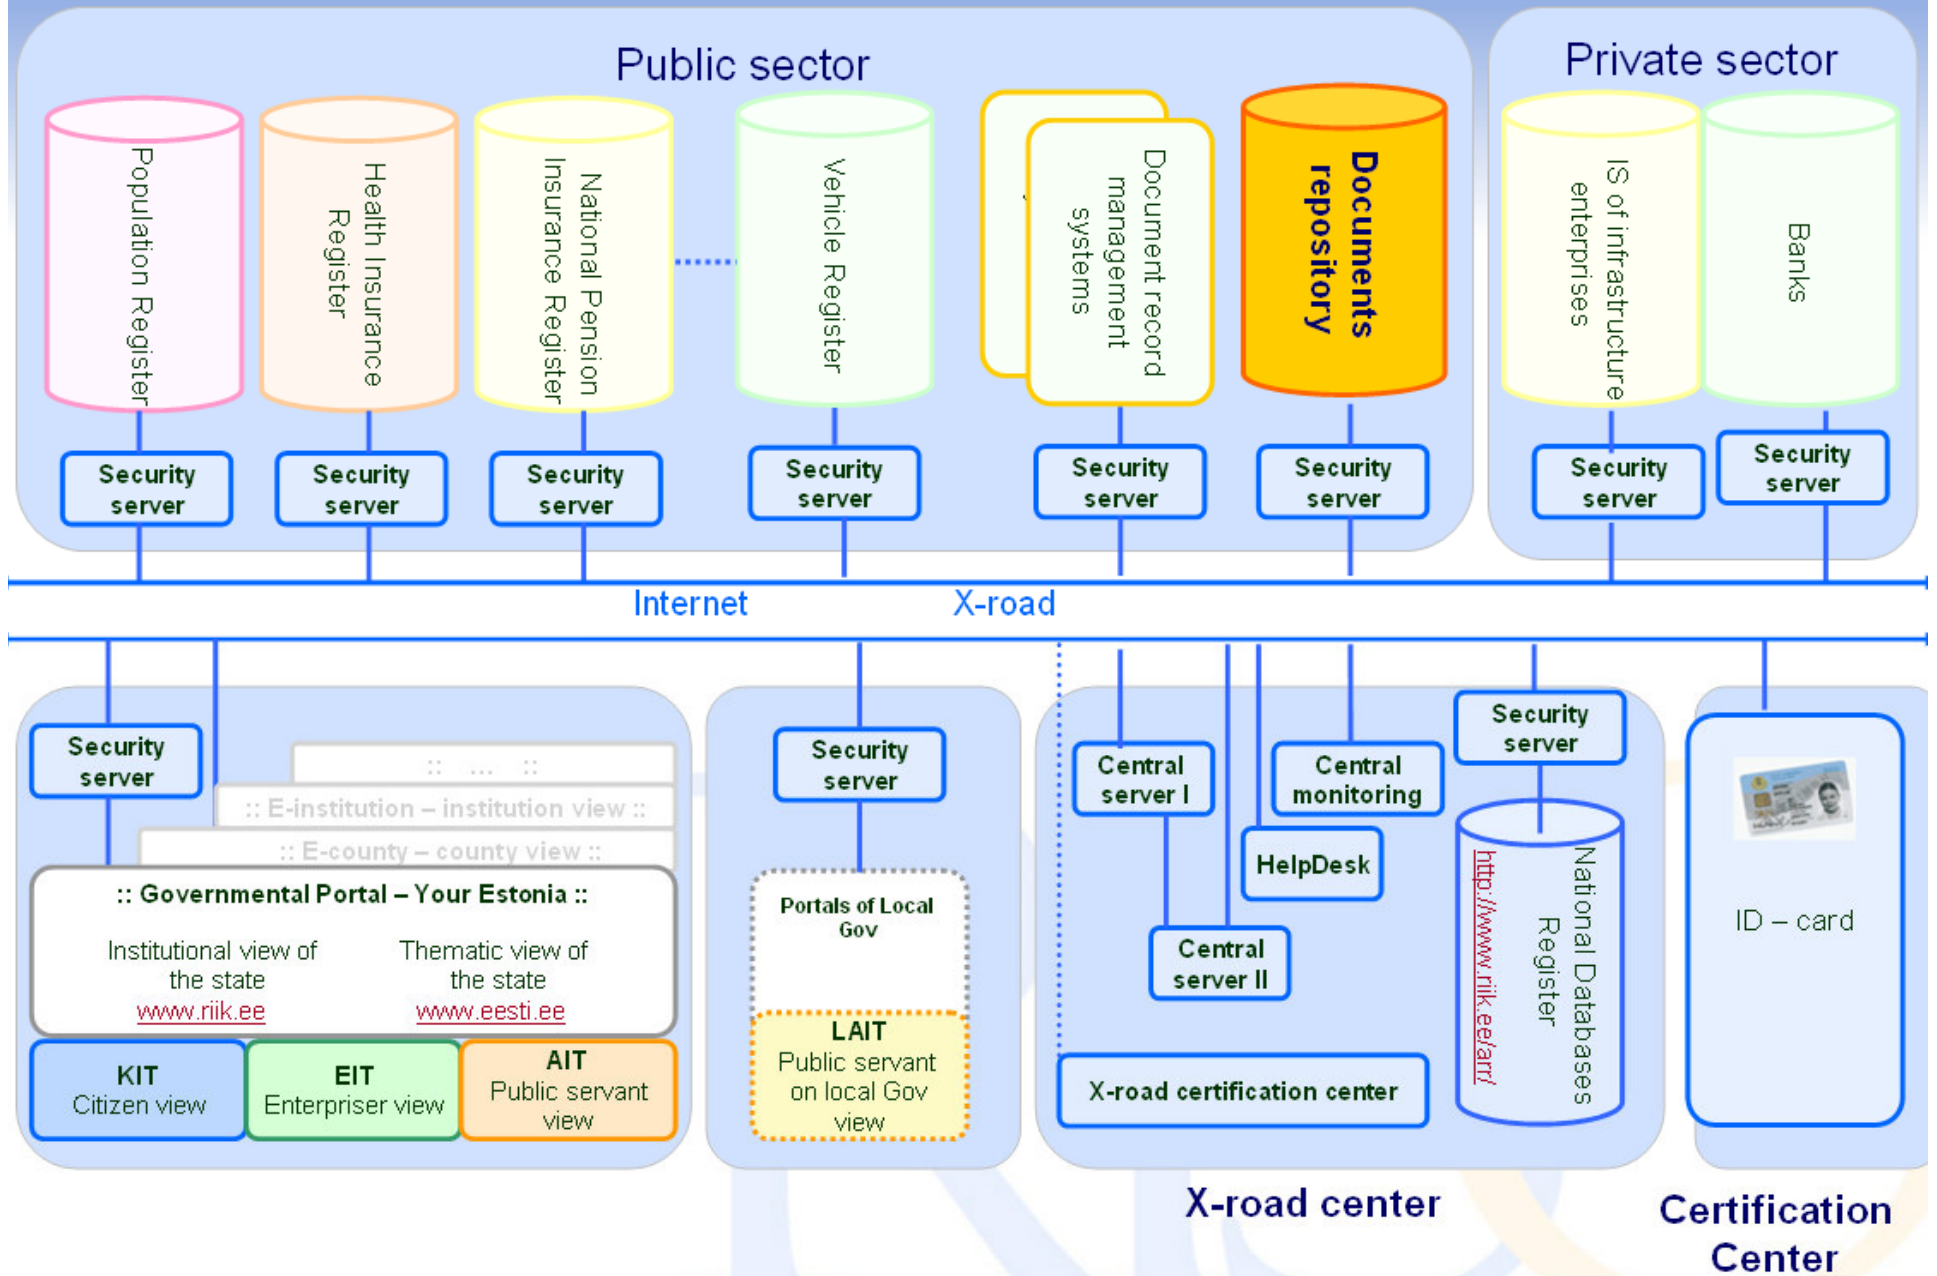 Public sector
Private sector
Population Register
Health Insurance
Register
National Pension
Insurance Register
Vehicle Register
Document record
management
systems
Documents
repository
IS of infrastructure
enterprises
Banks
Security
server
Security
server
Security
server
Security
server
Security
server
Security
server
Security
server
Security
server
Internet
X-road
Security
server
:: ... ::
:: E-institution – institution view ::
:: E-county – county view ::
:: Governmental Portal – Your Estonia ::
Institutional view of
the state
www.riik.ee
Thematic view of
the state
www.eesti.ee
KIT
Citizen view
EIT
Enterpriser view
AIT
Public servant
view
Security
server
Portals of Local
Gov
LAIT
Public servant
on local Gov
view
Central
server I
Central
monitoring
HelpDesk
Central
server II
X-road certification center
Security
server
National Databases
Register
http://www.riik.ee/arr/
ID – card
X-road center
Certification
Center